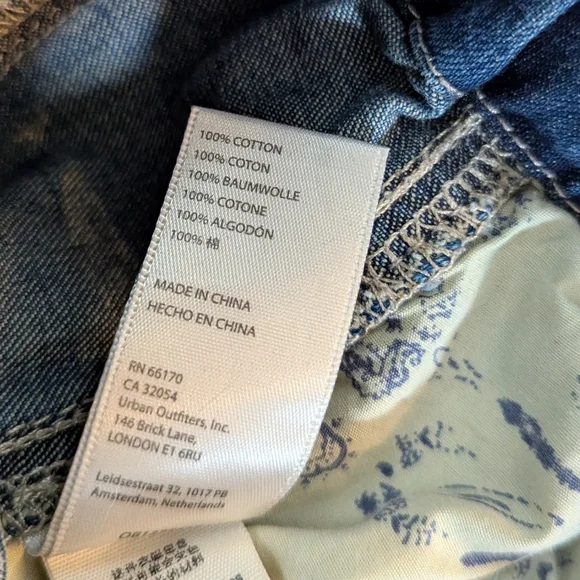 100% COTTON
100% COTON
100% BAUMWOLLE
100% COTONE
100% ALGODÓN
100% 棉
MADE IN CHINA
HECHO EN CHINA
RN 66170
CA 32054
Urban Outfitters, Inc.
146 Brick Lane,
LONDON E1 6RU
Leidsestraat 32, 1017 PB
Amsterdam, Netherlands